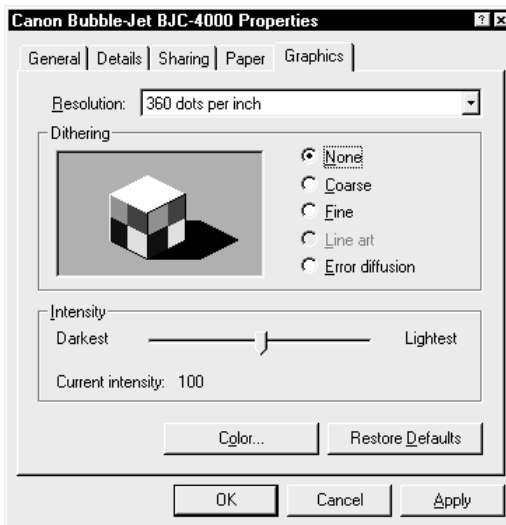 Canon Bubble-Jet BJC-4000 Properties
General Details Sharing Paper Graphics
Resolution: 360 dots per inch
Dithering
None
Coarse
Fine
Line art
Error diffusion
Intensity
Darkest Lightest
Current intensity: 100
Color... Restore Defaults
OK Cancel Apply